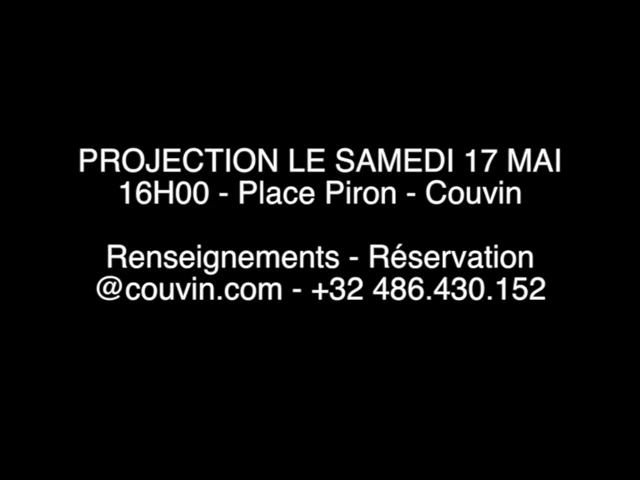 PROJECTION LE SAMEDI 17 MAI
16H00 - Place Piron - Couvin
Renseignements - Réservation
@couvin.com - +32 486.430.152